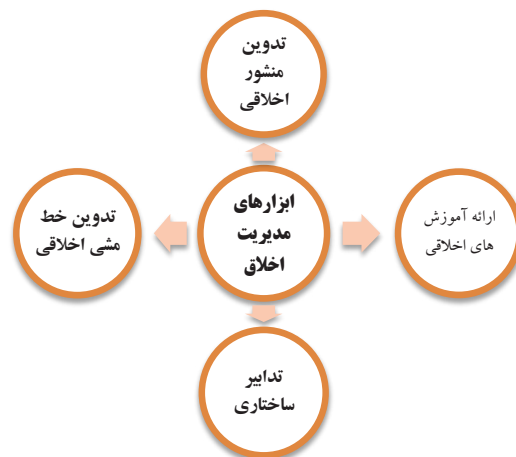 تدوین
منشور
اخلاقی
ارائه آموزش
های اخلاقی
ابزارهای
مدیریت
اخلاق
تدوین خط
مشی اخلاقی
تدابیر
ساختاری